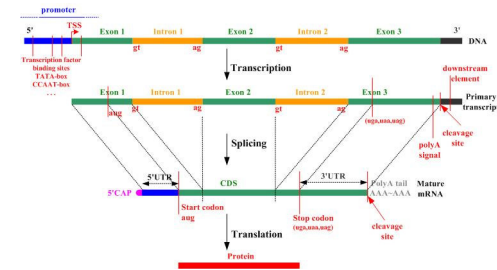 promoter
5'
TSS
Exon 1
Intron 1
Exon 2
Intron 2
Exon 3
3'
DNA
gt
ag
gt
ag
Transcription factor
binding sites
TATA-box
CCAAT-box
...
Transcription
downstream
element
Exon 1
Intron 1
Exon 2
Intron 2
Exon 3
Primary
transcript
aug
gt
ag
gt
ag
(uga,uaa,uag)
polyA
signal
cleavage
site
Splicing
5'UTR
CDS
3'UTR
PolyA tail
AAA~AAA
Mature
mRNA
5'CAP
Start codon
aug
Stop codon
(uga,uaa,uag)
cleavage
site
Translation
Protein